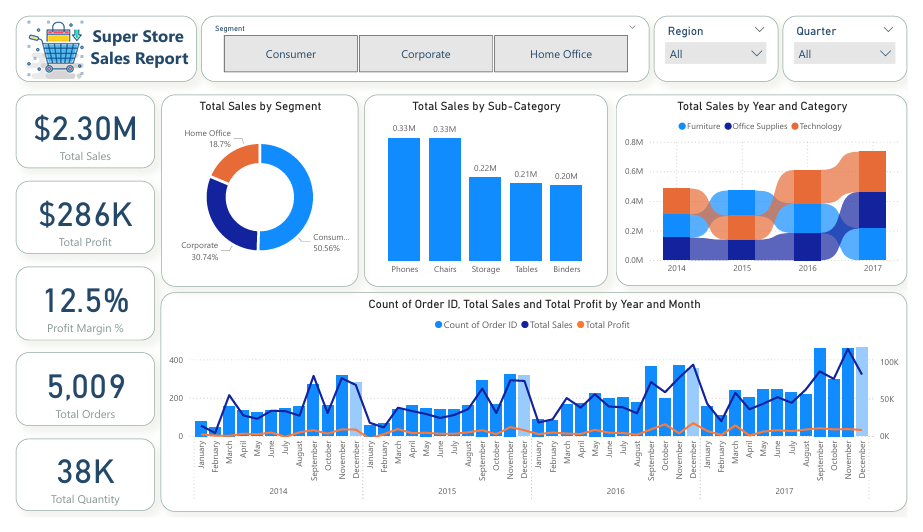 Super Store
Sales Report
Segment
Consumer
Corporate
Home Office
Region
All
Quarter
All
$2.30M
Total Sales
$286K
Total Profit
12.5%
Profit Margin %
5,009
Total Orders
38K
Total Quantity
Total Sales by Segment
Home Office
18.7%
Corporate
30.74%
Consum...
50.56%
Total Sales by Sub-Category
0.33M 0.33M 0.22M 0.21M 0.20M
Phones Chairs Storage Tables Binders
Total Sales by Year and Category
Furniture Office Supplies Technology
0.8M
0.6M
0.4M
0.2M
0.0M
2014 2015 2016 2017
Count of Order ID, Total Sales and Total Profit by Year and Month
Count of Order ID Total Sales Total Profit
400
200
0
100K
50K
0K
January February March April May June July August September October November December January February March April May June July August September October November December January February March April May June July August September October November December January February March April May June July August September October November December
2014 2015 2016 2017